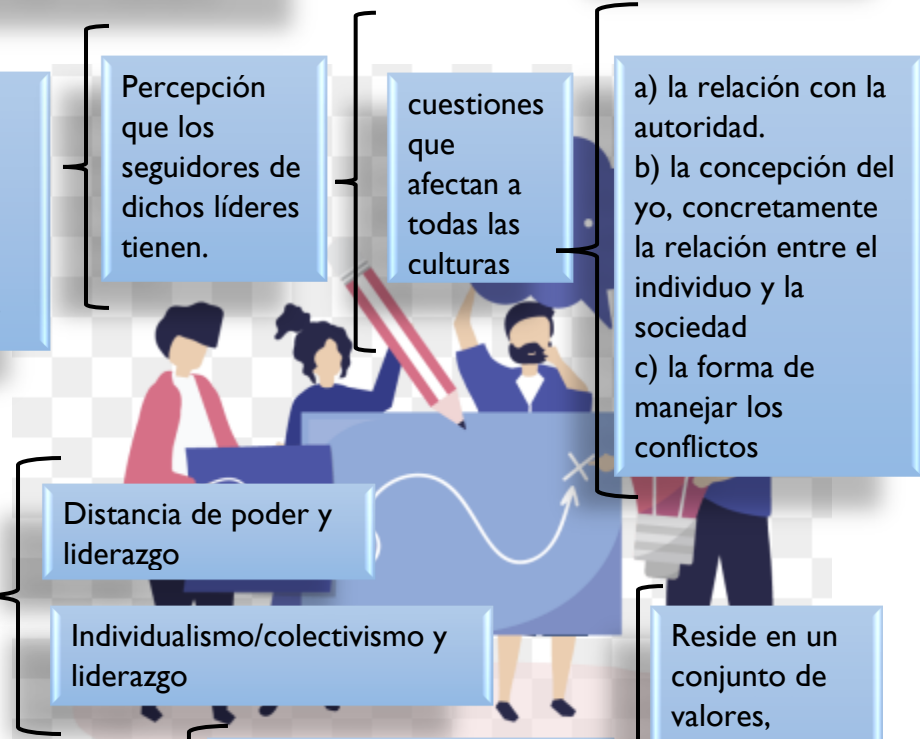 Percepción
que los
seguidores de
dichos líderes
tienen.
cuestiones
que
afectan a
todas las
culturas
a) la relación con la
autoridad.
b) la concepción del
yo, concretamente
la relación entre el
individuo y la
sociedad
c) la forma de
manejar los
conflictos
Distancia de poder y
liderazgo
Individualismo/colectivismo y
liderazgo
Reside en un
conjunto de
valores,